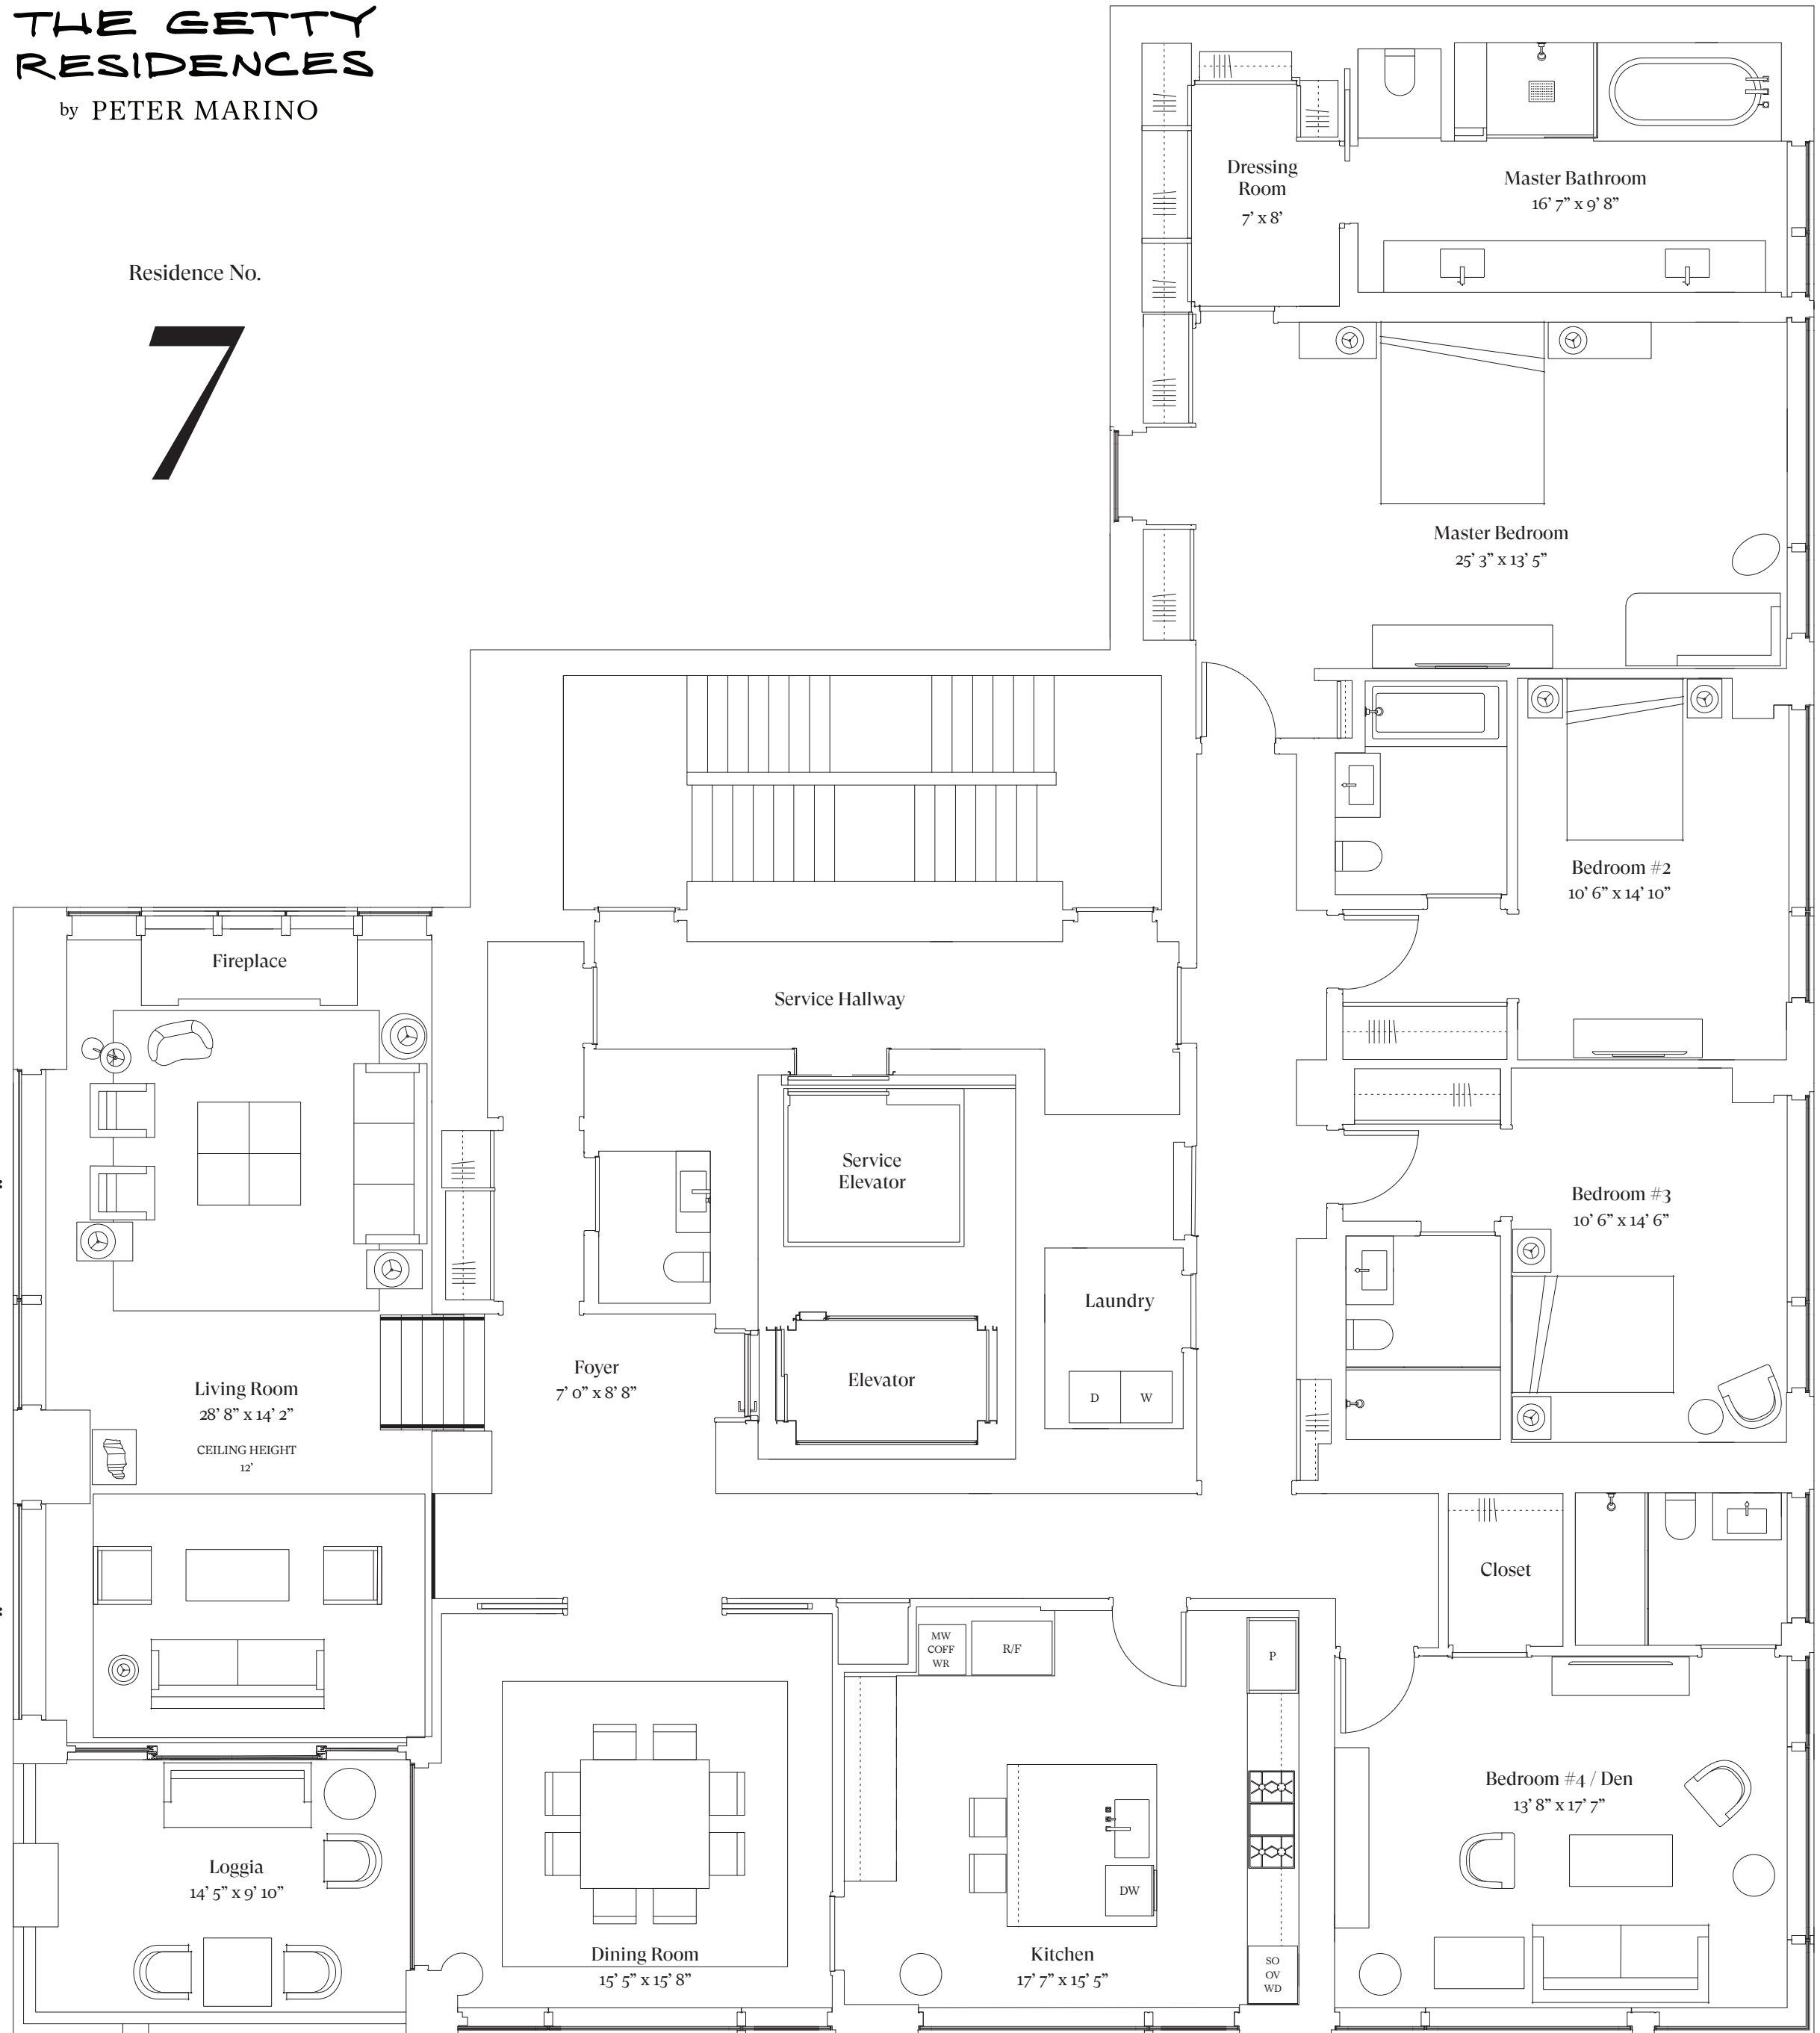 THE GETTY
RESIDENCES
by PETER MARINO
Residence No.
7
Dressing
Room
7’ x 8’
Master Bathroom
16’ 7” x 9’ 8”
Master Bedroom
25’ 3” x 13’ 5”
Bedroom #2
10’ 6” x 14’ 10”
Fireplace
Service Hallway
Service
Elevator
Bedroom #3
10’ 6” x 14’ 6”
Laundry
Living Room
28’ 8” x 14’ 2”
CEILING HEIGHT
12’
Foyer
7’ 0” x 8’ 8”
Elevator
D
W
Closet
MW
COFF
WR
R/F
P
Bedroom #4 / Den
13’ 8” x 17’ 7”
Loggia
14’ 5” x 9’ 10”
DW
Dining Room
15’ 5” x 15’ 8”
Kitchen
17’ 7” x 15’ 5”
SO
OV
WD